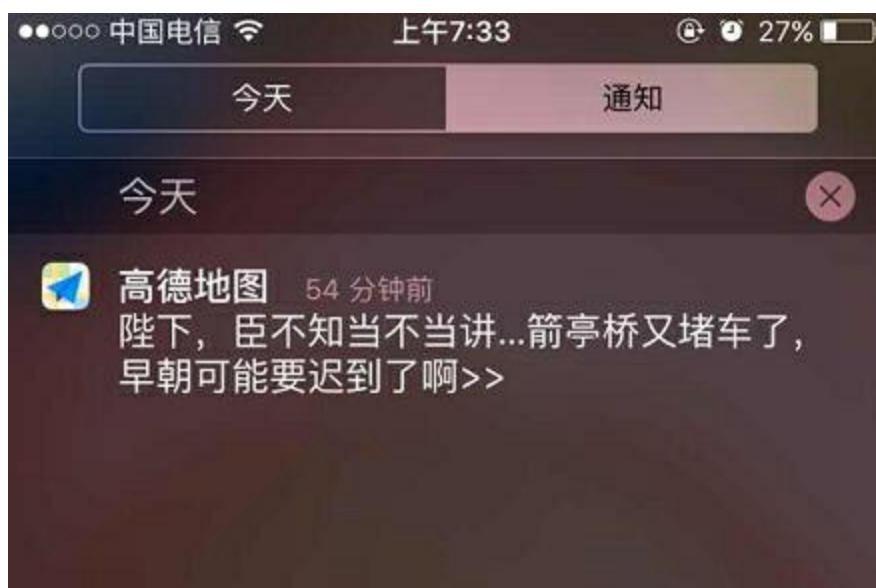 中国电信 上午7:33 27%
今天 通知
今天
高德地图 54 分钟前
陛下，臣不知当不当讲...箭亭桥又堵车了，
早朝可能要迟到了啊>>